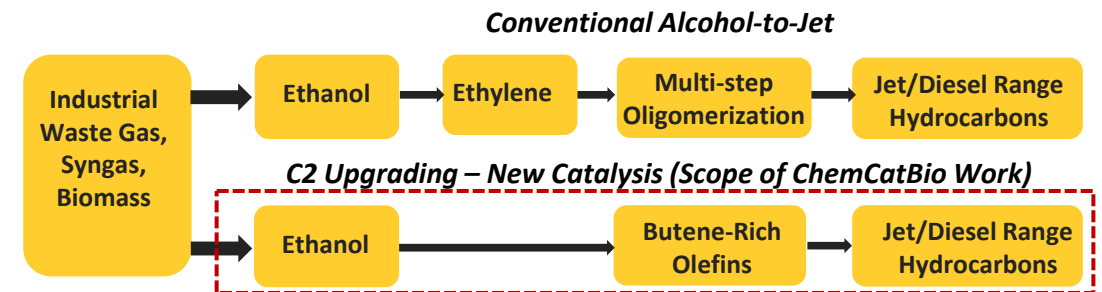 Conventional Alcohol-to-Jet
Industrial
Waste Gas,
Syngas,
Biomass
Ethanol
Ethylene
Multi-step
Oligomerization
Jet/Diesel Range
Hydrocarbons
C2 Upgrading – New Catalysis (Scope of ChemCatBio Work)
Ethanol
Butene-Rich
Olefins
Jet/Diesel Range
Hydrocarbons